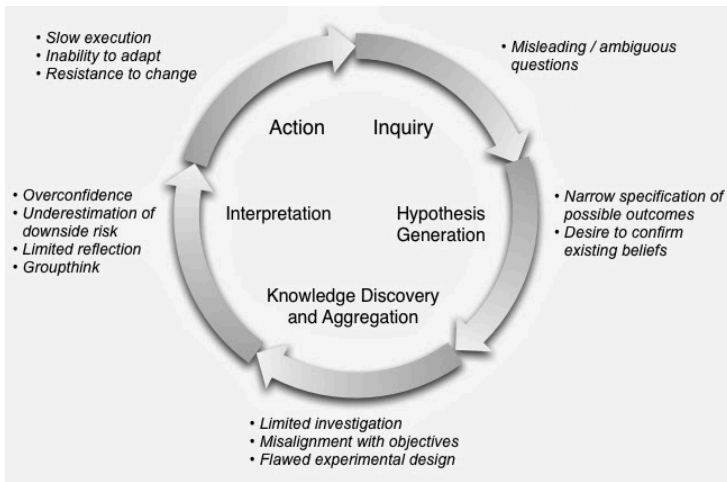 • Slow execution
• Inability to adapt
• Resistance to change
• Misleading / ambiguous
questions
Action
Inquiry
• Overconfidence
• Underestimation of
downside risk
• Limited reflection
• Groupthink
Interpretation
Hypothesis
Generation
• Narrow specification of
possible outcomes
• Desire to confirm
existing beliefs
Knowledge Discovery
and Aggregation
• Limited investigation
• Misalignment with objectives
• Flawed experimental design